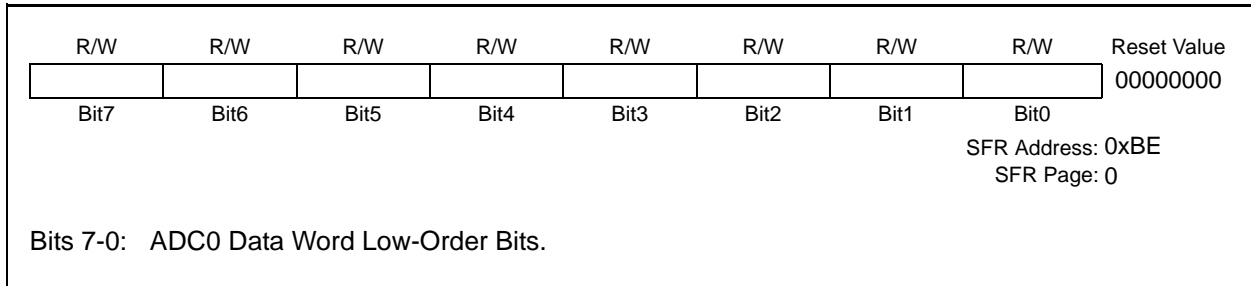 R/W R/W R/W R/W R/W R/W R/W R/W Reset Value
00000000
Bit7 Bit6 Bit5 Bit4 Bit3 Bit2 Bit1 Bit0
SFR Address: 0xBE
SFR Page: 0
Bits 7-0: ADC0 Data Word Low-Order Bits.